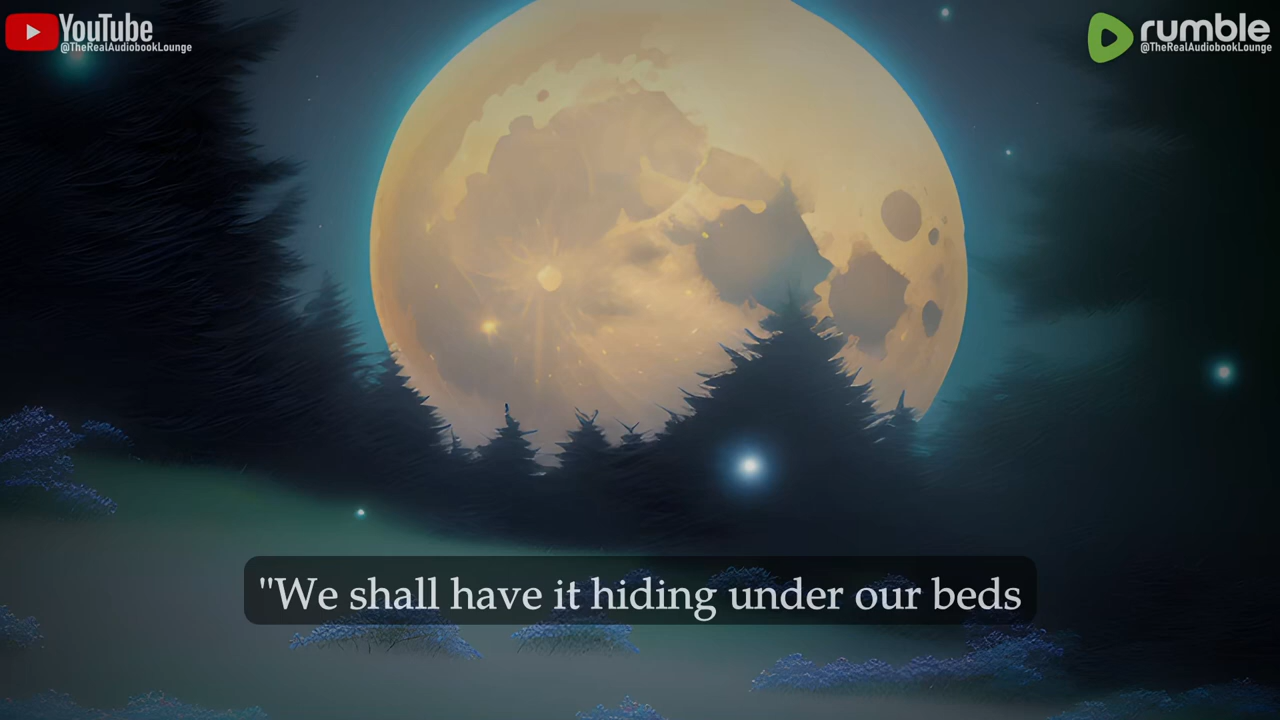 YouTube
@TheRealAudiobookLounge
rumble
@TheRealAudiobookLounge
"We shall have it hiding under our beds